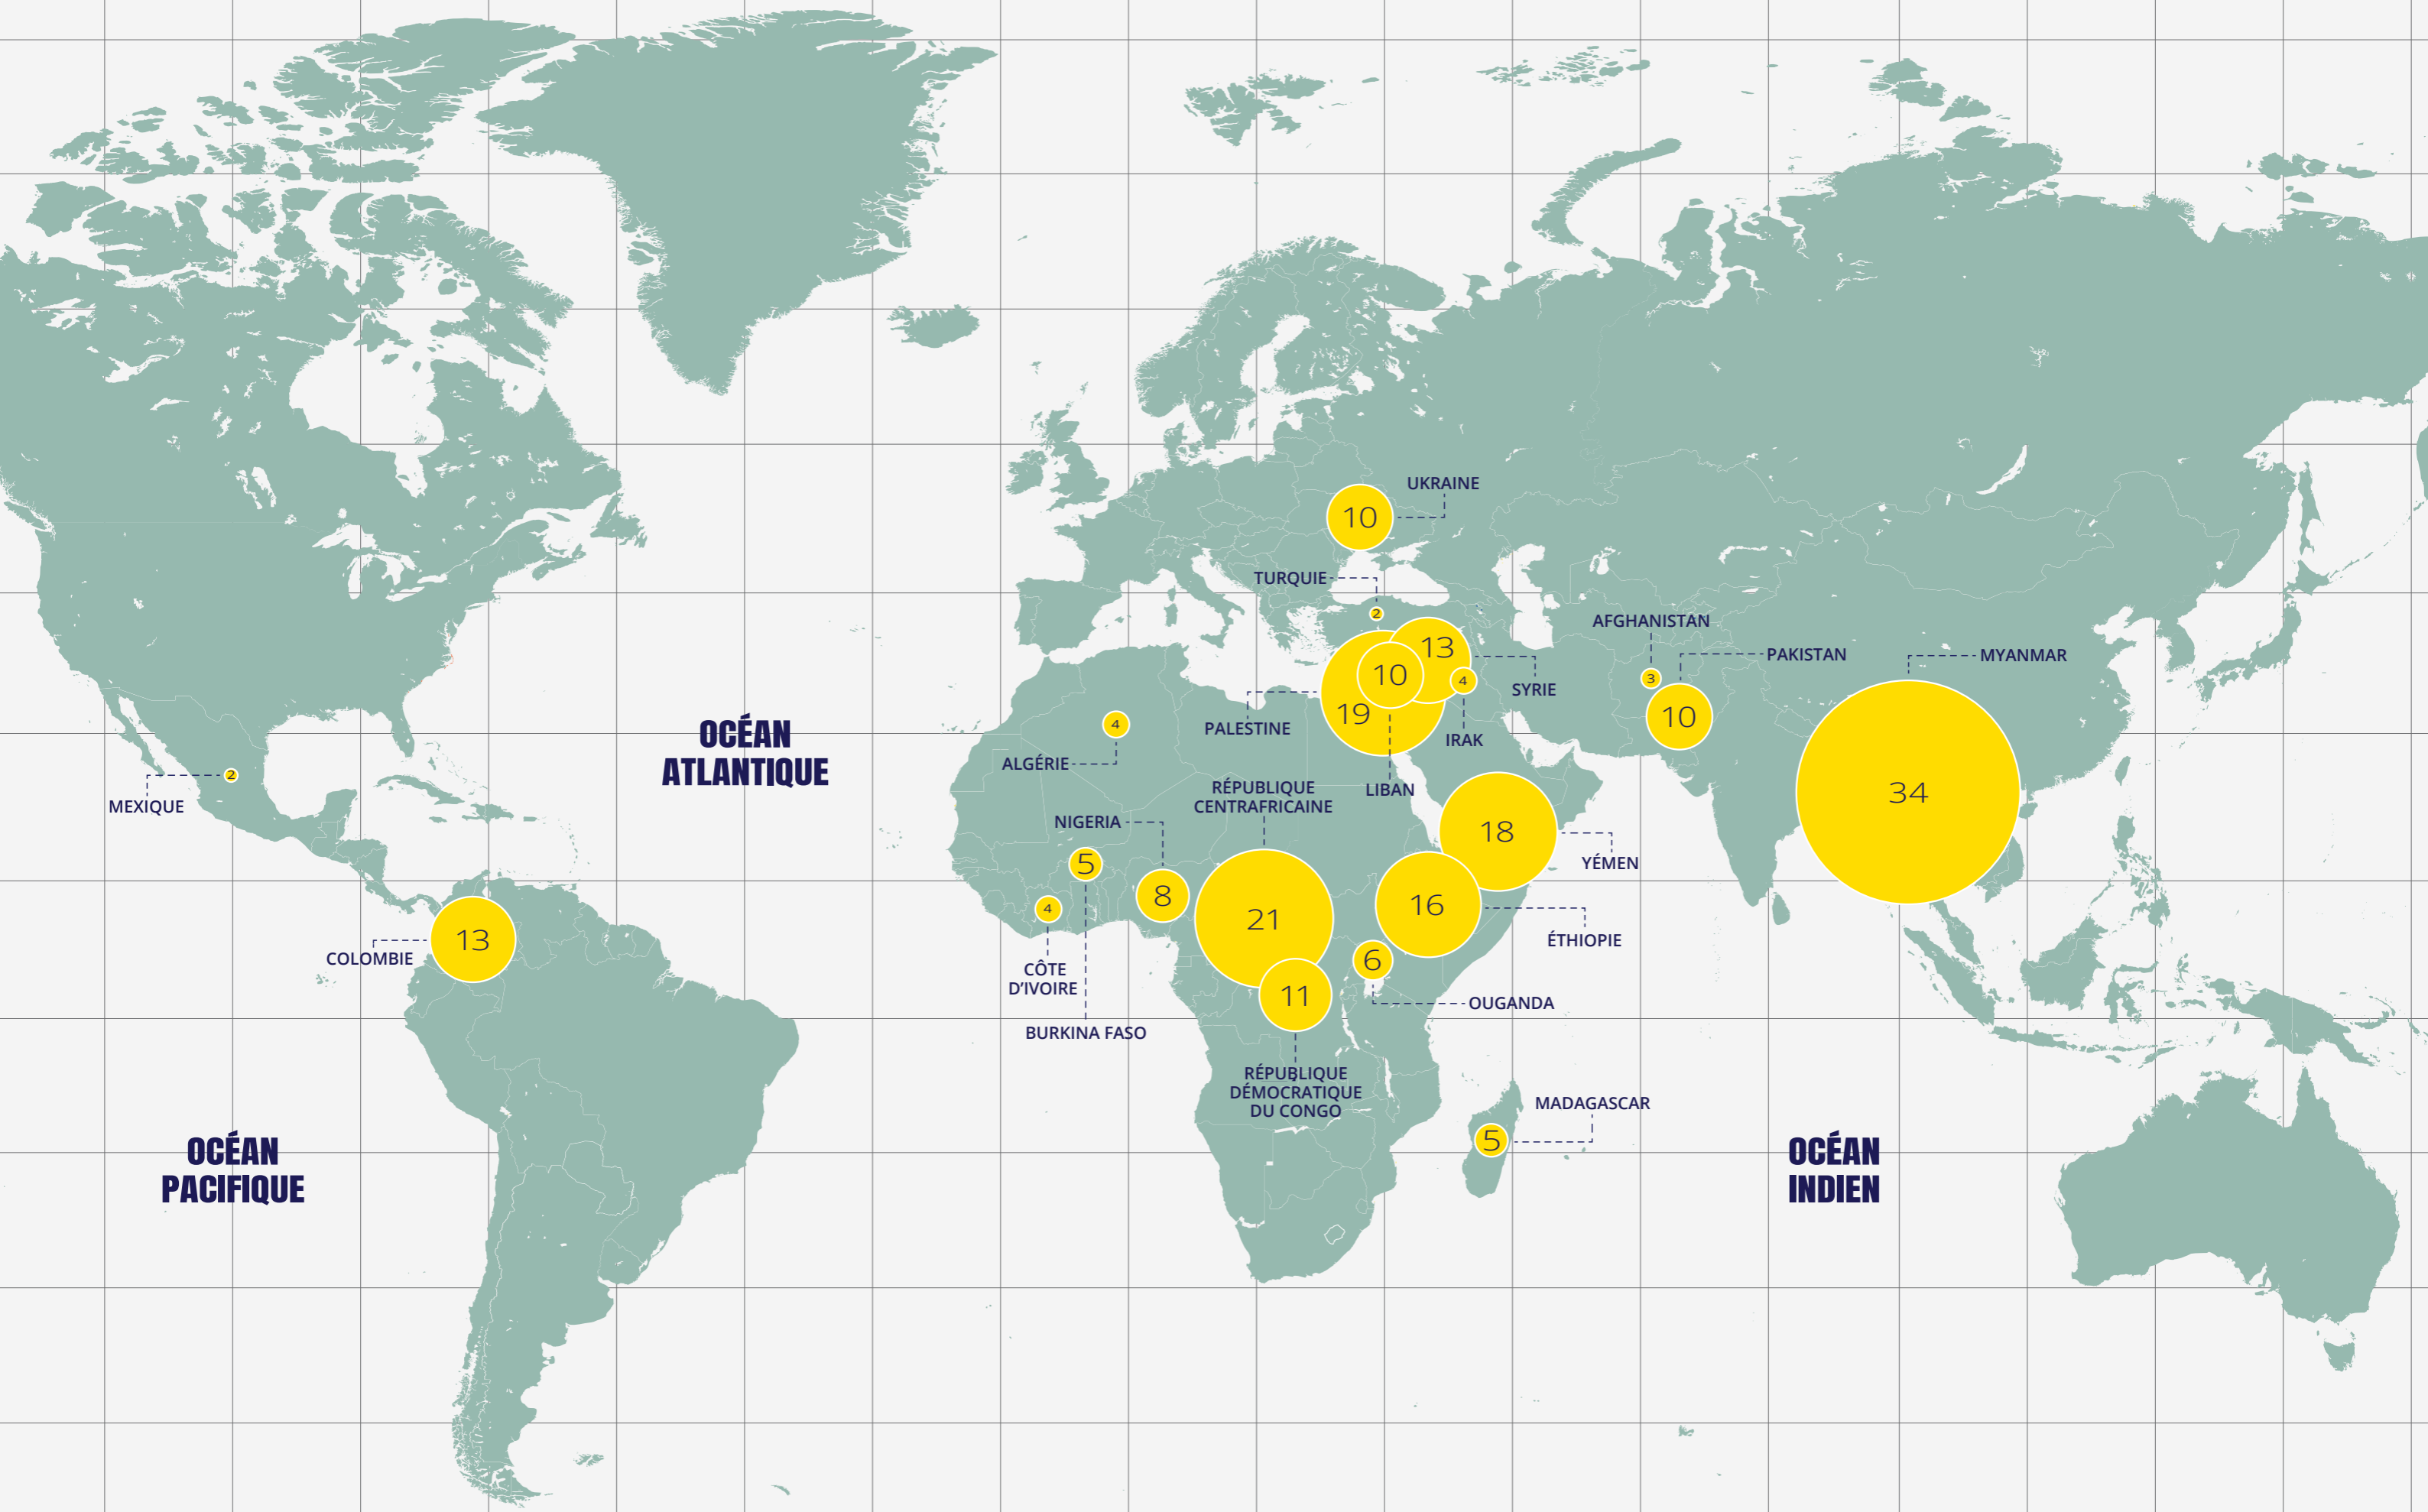 UKRAINE
10
TURQUIE
2
AFGHANISTAN
3
PAKISTAN
10
MYANMAR
34
13
SYRIE
10
4
19
PALESTINE
IRAK
LIBAN
4
ALGÉRIE
OCÉAN
ATLANTIQUE
2
MEXIQUE
RÉPUBLIQUE
CENTRAFRICAINE
21
NIGERIA
8
18
YÉMEN
5
BURKINA FASO
4
CÔTE
D'IVOIRE
16
ÉTHIOPIE
13
COLOMBIE
6
OUGANDA
11
RÉPUBLIQUE
DÉMOCRATIQUE
DU CONGO
MADAGASCAR
5
OCÉAN
PACIFIQUE
OCÉAN
INDIEN